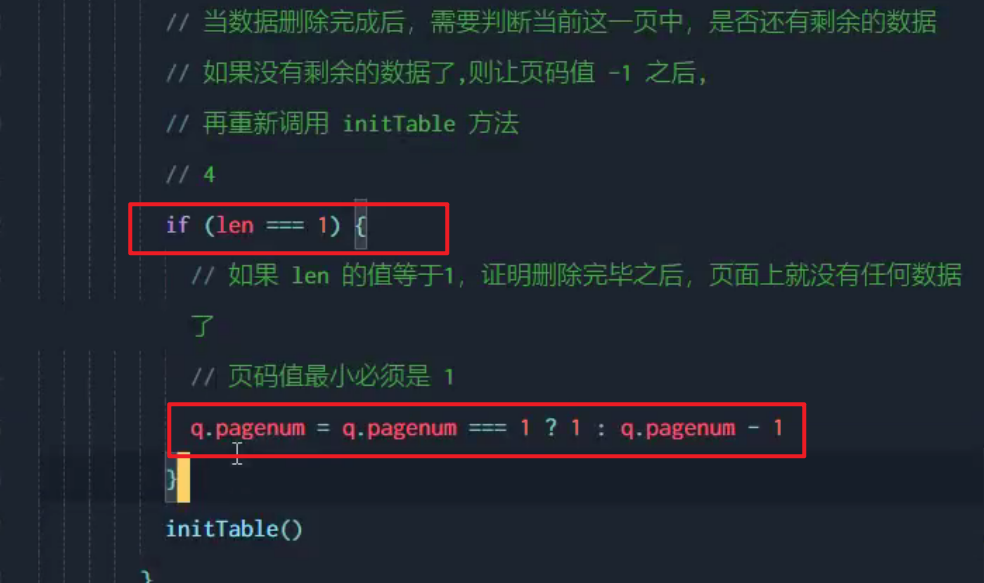 // 当数据删除完成后，需要判断当前这一页中，是否还有剩余的数据
// 如果没有剩余的数据了,则让页码值 -1 之后,
// 再重新调用 initTable 方法
// 4
if (len === 1) {
// 如果 len 的值等于1，证明删除完毕之后，页面上就没有任何数据
了
// 页码值最小必须是 1
q.pagenum = q.pagenum === 1 ? 1 : q.pagenum - 1
}
initTable()
}